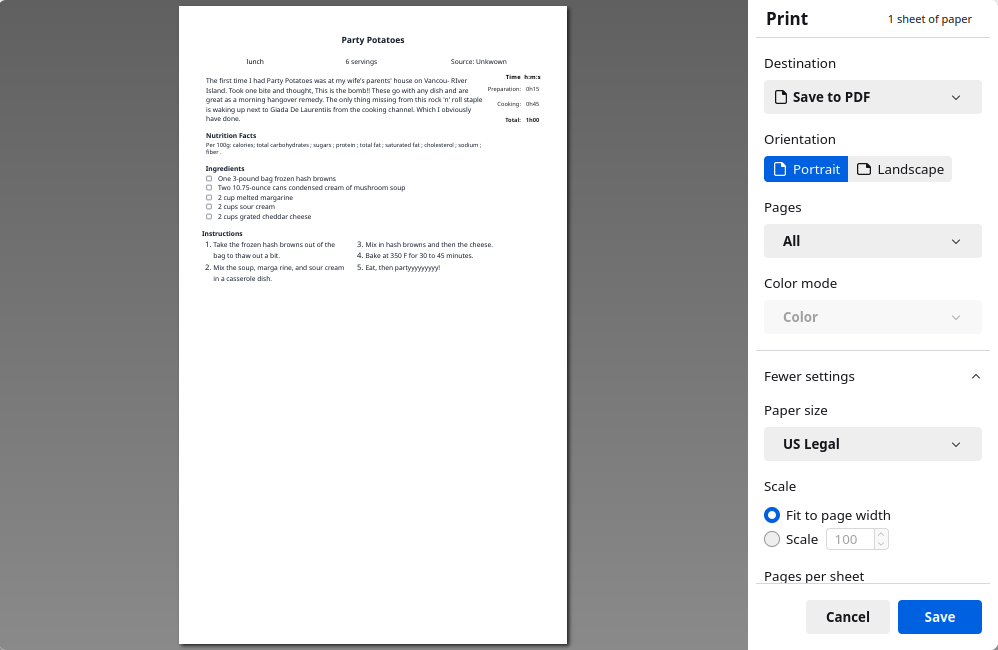 Party Potatoes
lunch 6 servings Source: Unkwown
The first time I had Party Potatoes was at my wife's parents' house on Vancou- RIver
Island. Took one bite and thought, This is the bomb!! These go with any dish and are
great as a morning hangover remedy. The only thing missing from this rock 'n' roll staple
is waking up next to Giada De Laurentiis from the cooking channel. Which I obviously
have done.
Time h:m:s
Preparation: 0h15
Cooking: 0h45
Total: 1h00
Nutrition Facts
Per 100g: calories; total carbohydrates ; sugars ; protein ; total fat ; saturated fat ; cholesterol ; sodium ;
fiber .
Ingredients
One 3-pound bag frozen hash browns
Two 10.75-ounce cans condensed cream of mushroom soup
2 cup melted margarine
2 cups sour cream
2 cups grated cheddar cheese
Instructions
1. Take the frozen hash browns out of the
bag to thaw out a bit.
2. Mix the soup, marga rine, and sour cream
in a casserole dish.
3. Mix in hash browns and then the cheese.
4. Bake at 350 F for 30 to 45 minutes.
5. Eat, then partyyyyyyyyy!
Print 1 sheet of paper
Destination
Save to PDF
Orientation
Portrait Landscape
Pages
All
Color mode
Color
Fewer settings
Paper size
US Legal
Scale
Fit to page width
Scale 100
Pages per sheet
Cancel Save